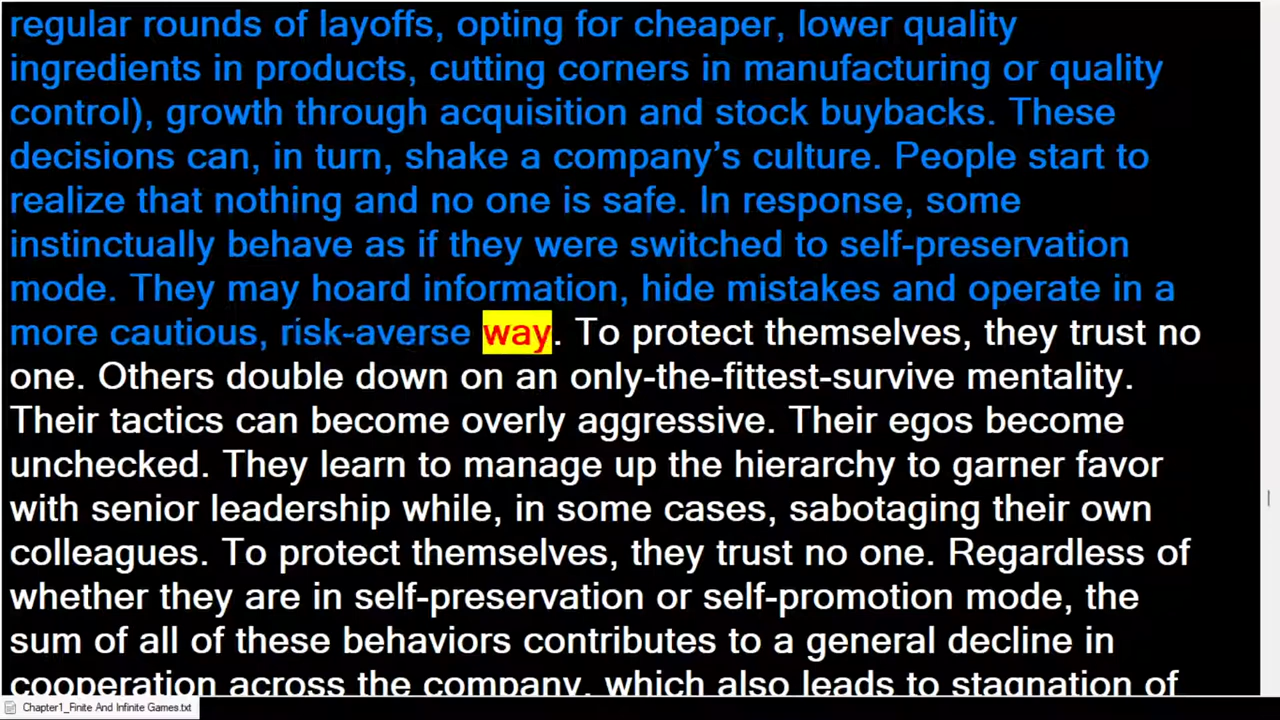 regular rounds of layoffs, opting for cheaper, lower quality
ingredients in products, cutting corners in manufacturing or quality
control), growth through acquisition and stock buybacks. These
decisions can, in turn, shake a company’s culture. People start to
realize that nothing and no one is safe. In response, some
instinctually behave as if they were switched to self-preservation
mode. They may hoard information, hide mistakes and operate in a
more cautious, risk-averse way. To protect themselves, they trust no
one. Others double down on an only-the-fittest-survive mentality.
Their tactics can become overly aggressive. Their egos become
unchecked. They learn to manage up the hierarchy to garner favor
with senior leadership while, in some cases, sabotaging their own
colleagues. To protect themselves, they trust no one. Regardless of
whether they are in self-preservation or self-promotion mode, the
sum of all of these behaviors contributes to a general decline in
cooperation across the company, which also leads to stagnation of
Chapter1_Finite And Infinite Games.txt